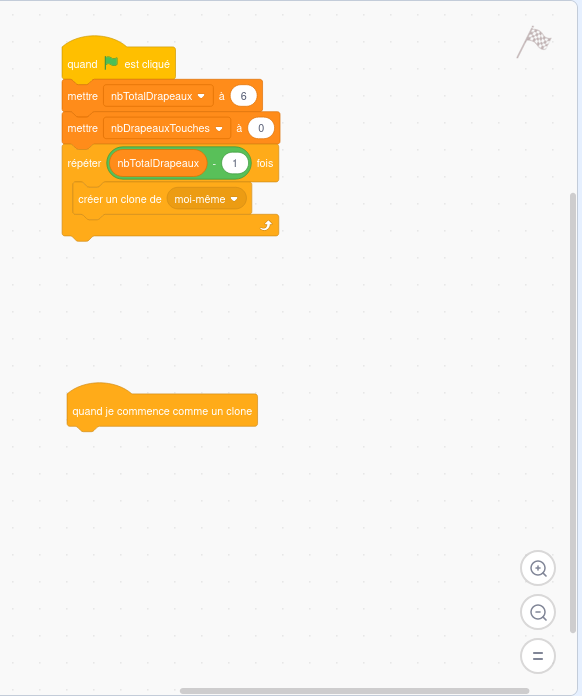 quand est cliqué
mettre nbTotalDrapeaux à 6
mettre nbDrapeauxTouches à 0
répéter nbTotalDrapeaux - 1 fois
créer un clone de moi-même
quand je commence comme un clone